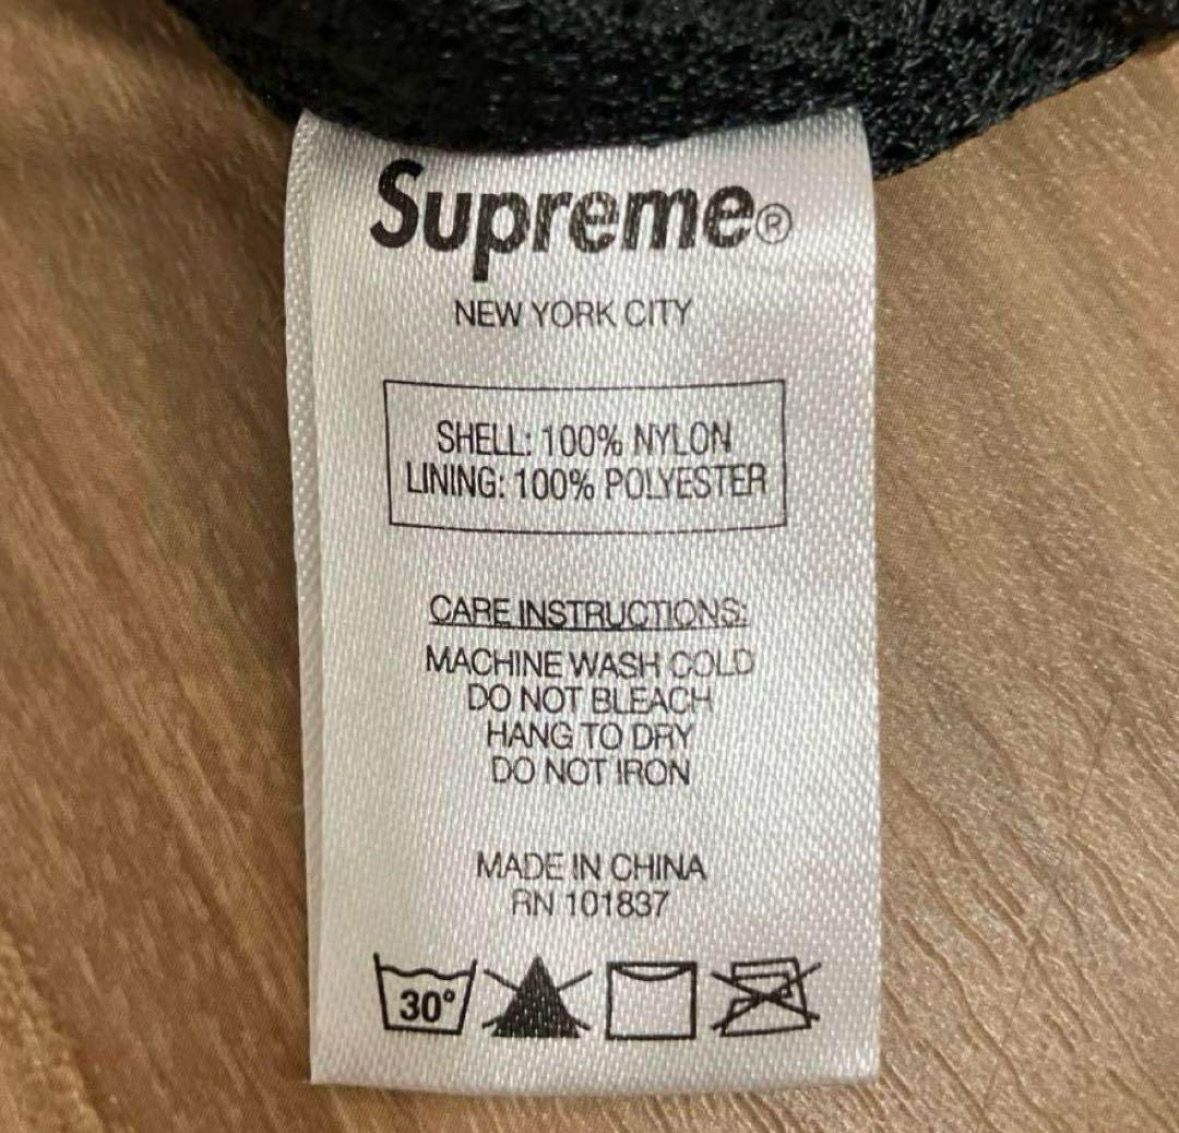 Supreme®
NEW YORK CITY
SHELL: 100% NYLON
LINING: 100% POLYESTER
CARE INSTRUCTIONS:
MACHINE WASH COLD
DO NOT BLEACH
HANG TO DRY
DO NOT IRON
MADE IN CHINA
RN 101837
30°